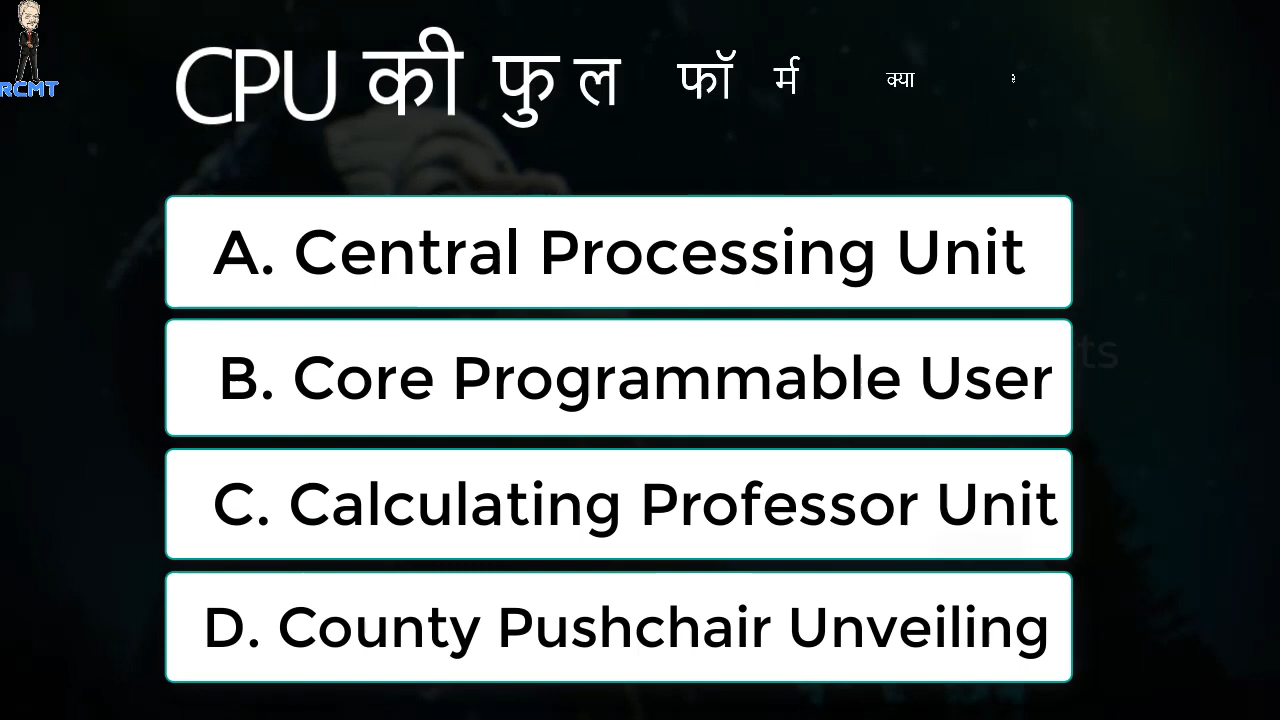 RCMT
CPU की फुल फॉर्म क्या
A. Central Processing Unit
B. Core Programmable User
C. Calculating Professor Unit
D. County Pushchair Unveiling